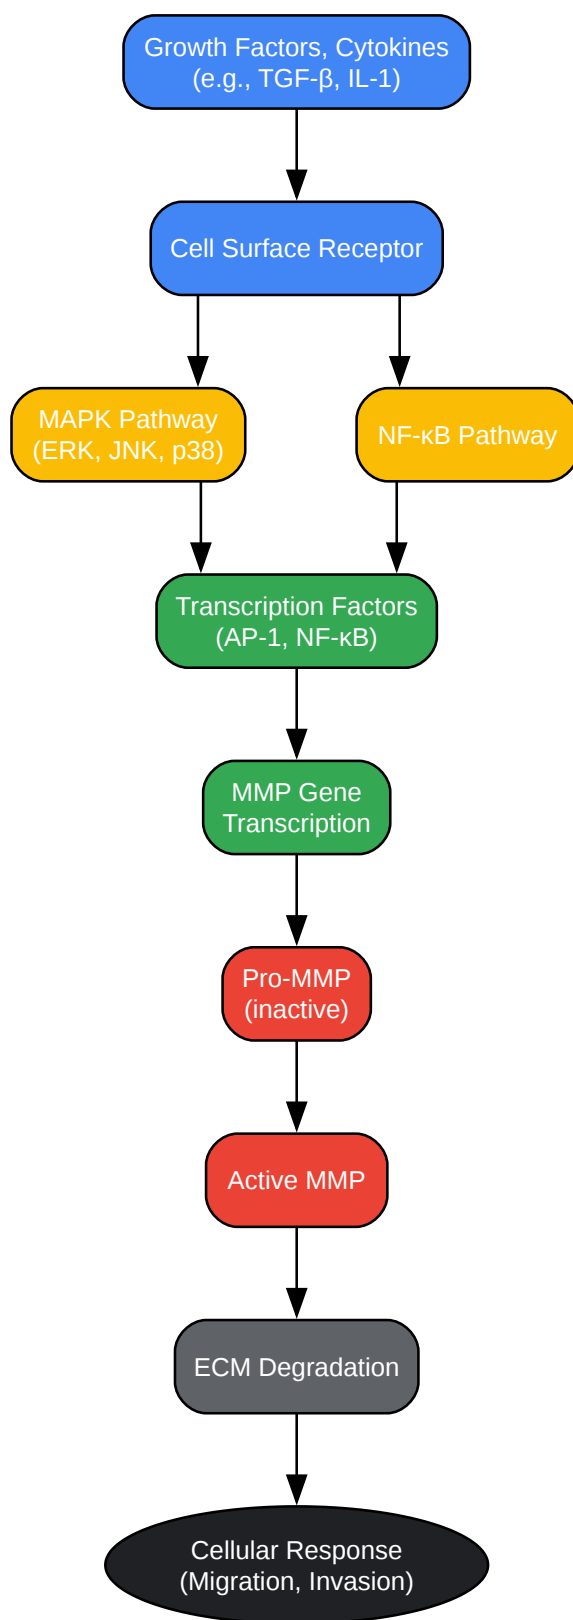 Growth Factors, Cytokines
(e.g., TGF-β, IL-1)
Cell Surface Receptor
MAPK Pathway
(ERK, JNK, p38)
NF-κB Pathway
Transcription Factors
(AP-1, NF-κB)
MMP Gene
Transcription
Pro-MMP
(inactive)
Active MMP
ECM Degradation
Cellular Response
(Migration, Invasion)